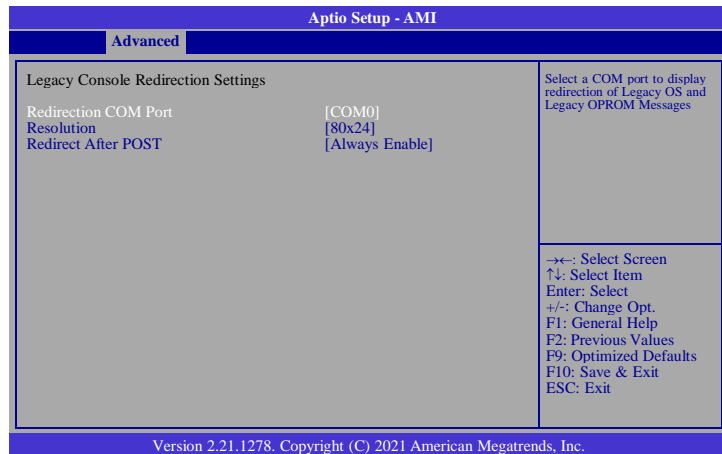 Aptio Setup - AMI
Advanced
Legacy Console Redirection Settings
Redirection COM Port [COM0]
Resolution [80x24]
Redirect After POST [Always Enable]
Select a COM port to display
redirection of Legacy OS and
Legacy OPROM Messages
→←: Select Screen
↑↓: Select Item
Enter: Select
+/-: Change Opt.
F1: General Help
F2: Previous Values
F9: Optimized Defaults
F10: Save & Exit
ESC: Exit
Version 2.21.1278. Copyright (C) 2021 American Megatrends, Inc.